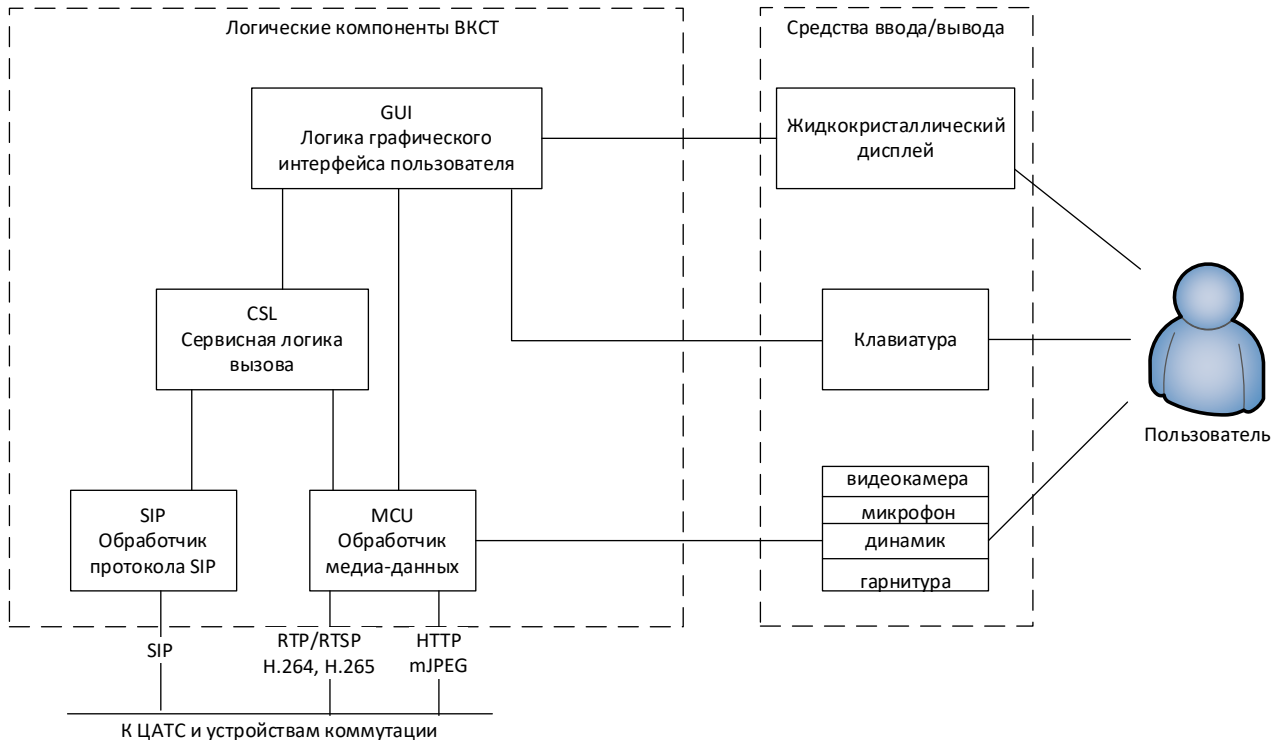 Логические компоненты ВКСТ
Средства ввода/вывода
GUI
Логика графического
интерфейса пользователя
Жидкокристаллический
дисплей
CSL
Сервисная логика
вызова
Клавиатура
Пользователь
видеокамера
микрофон
динамик
гарнитура
SIP
Обработчик
протокола SIP
MCU
Обработчик
медиа-данных
SIP
RTP/RTSP
H.264, H.265
HTTP
mJPEG
К ЦАТС и устройствам коммутации